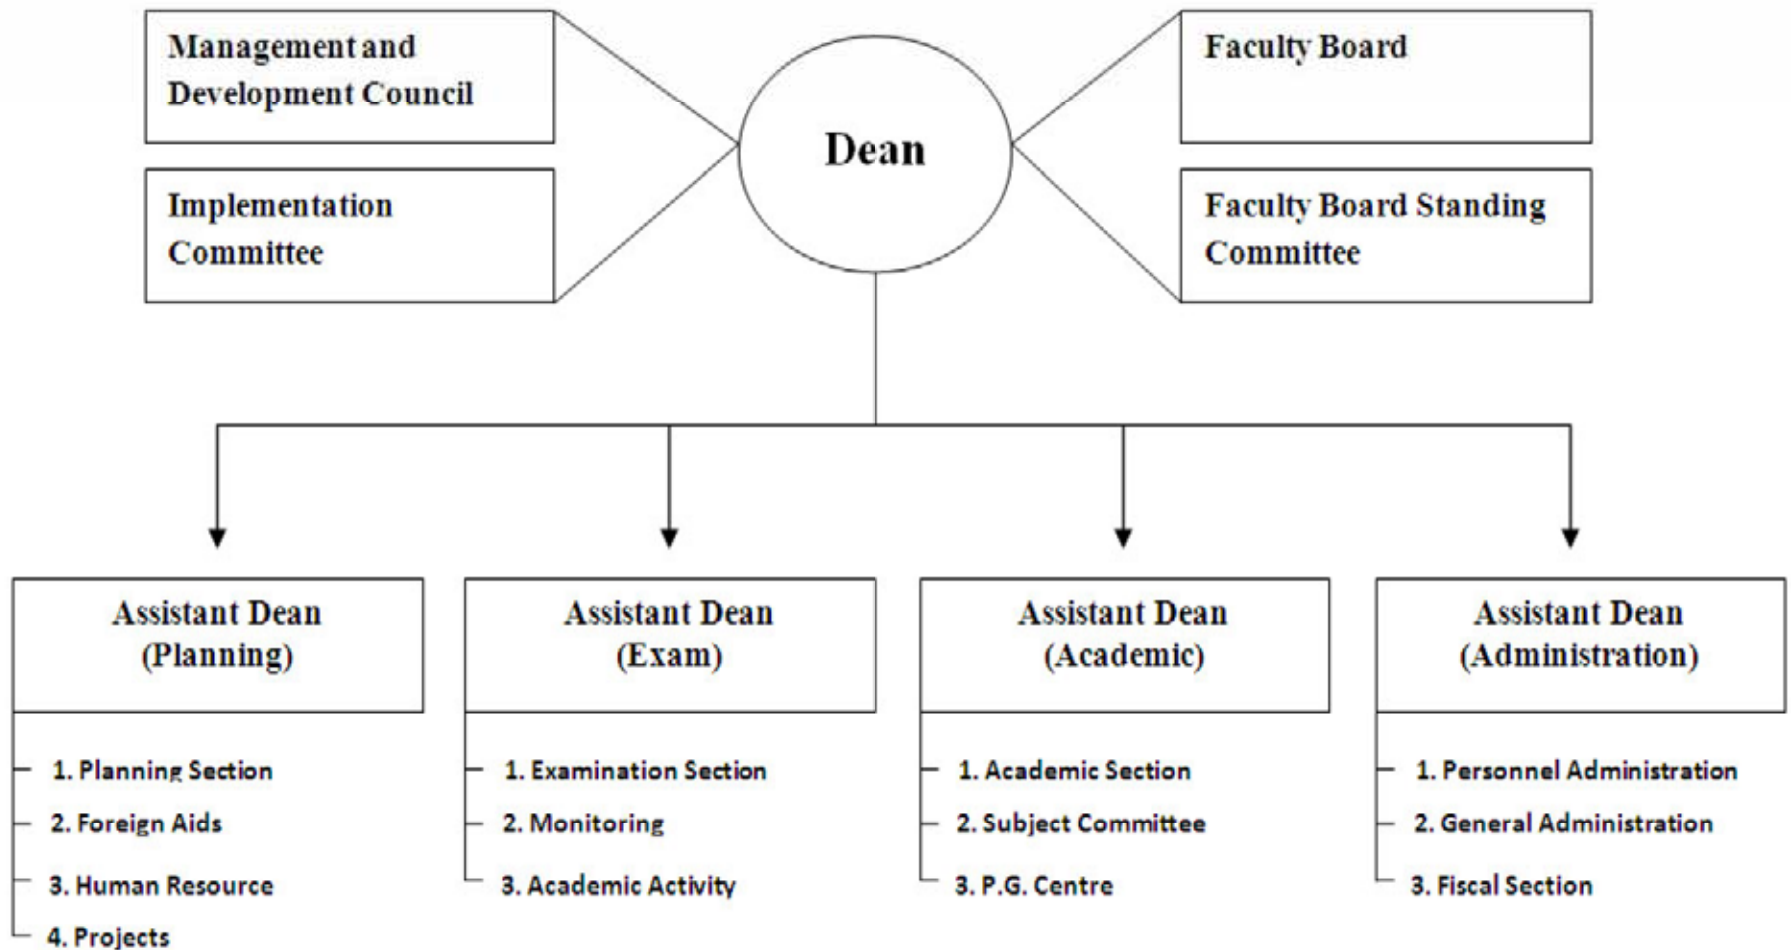 Management and
Development Council
Implementation
Committee
Dean
Faculty Board
Faculty Board Standing
Committee
Assistant Dean
(Planning)
1. Planning Section
2. Foreign Aids
3. Human Resource
4. Projects
Assistant Dean
(Exam)
1. Examination Section
2. Monitoring
3. Academic Activity
Assistant Dean
(Academic)
1. Academic Section
2. Subject Committee
3. P.G. Centre
Assistant Dean
(Administration)
1. Personnel Administration
2. General Administration
3. Fiscal Section